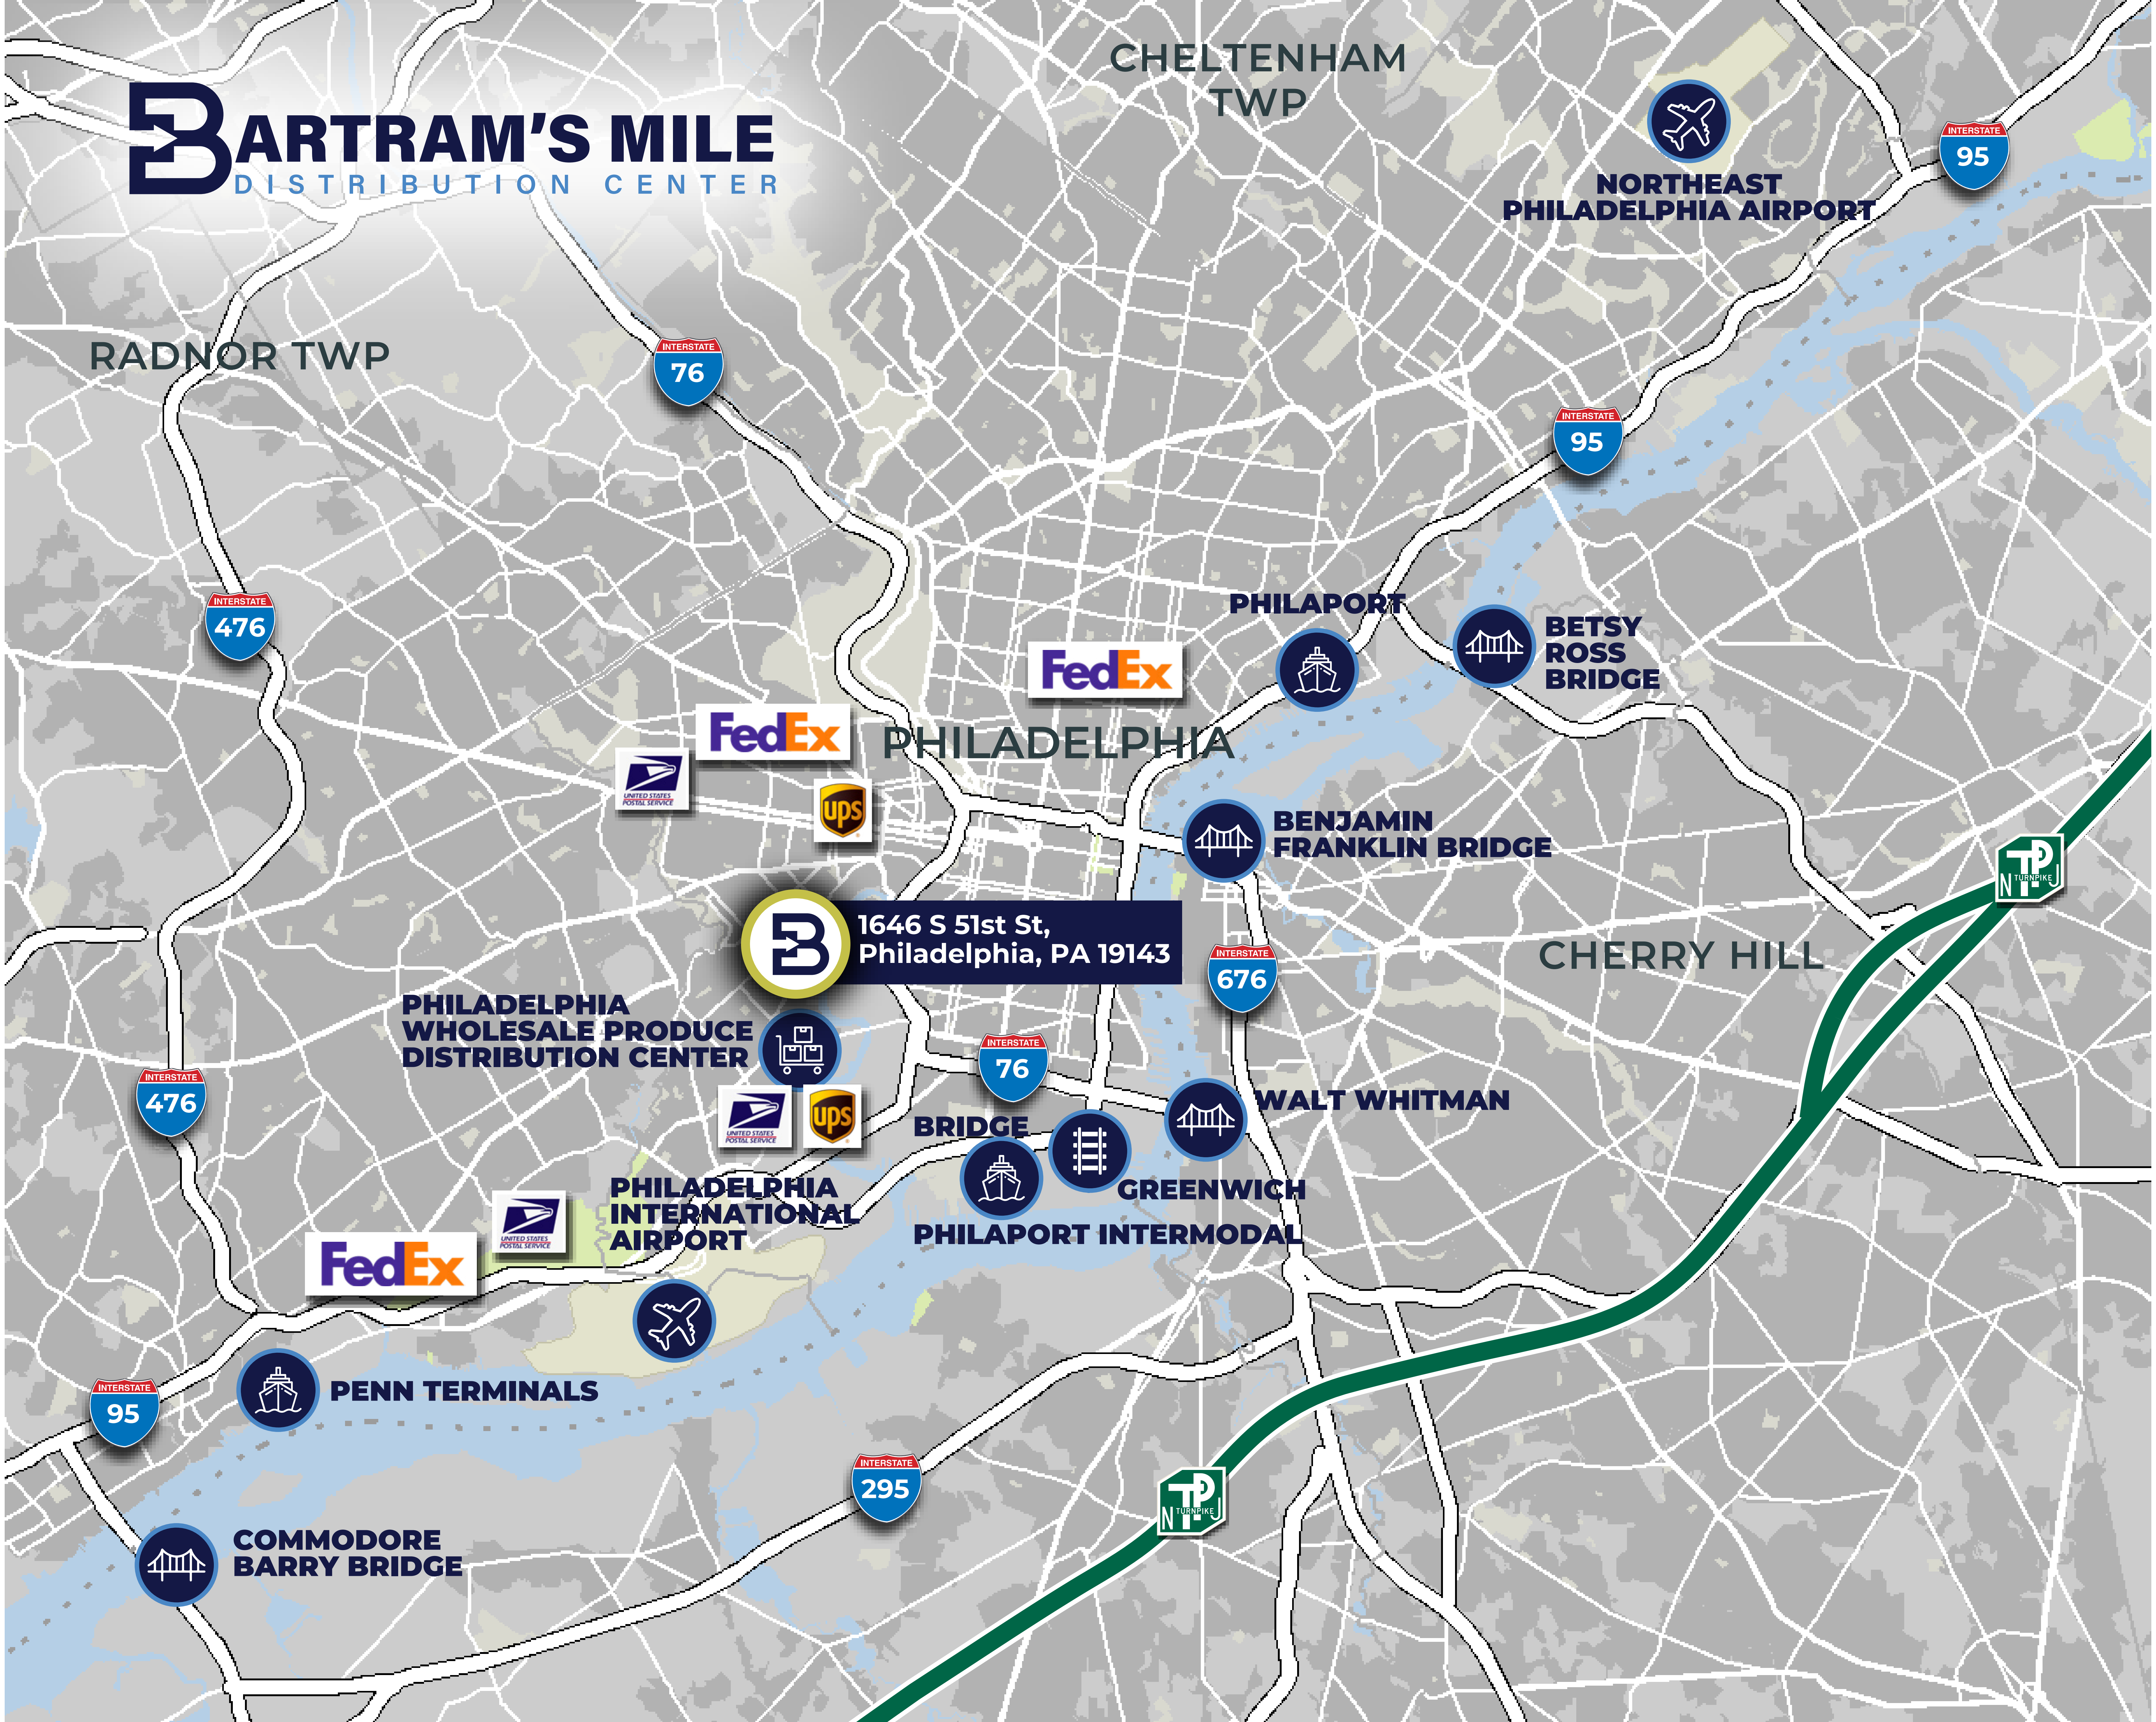 CHELTENHAM
TWP
BARTRAM'S MILE
DISTRIBUTION CENTER
INTERSTATE
95
NORTHEAST
PHILADELPHIA AIRPORT
RADNOR TWP
INTERSTATE
76
INTERSTATE
95
INTERSTATE
476
PHILAPORT
BETSY
ROSS
BRIDGE
FedEx
FedEx
PHILADELPHIA
UNITED STATES
POSTAL SERVICE
ups
BENJAMIN
FRANKLIN BRIDGE
N TP J
TURNPIKE
B
1646 S 51st St,
Philadelphia, PA 19143
CHERRY HILL
INTERSTATE
676
PHILADELPHIA
WHOLESALE PRODUCE
DISTRIBUTION CENTER
INTERSTATE
76
INTERSTATE
476
UNITED STATES
POSTAL SERVICE
ups
BRIDGE
WALT WHITMAN
GREENWICH
PHILAPORT INTERMODAL
PHILADELPHIA
INTERNATIONAL
AIRPORT
UNITED STATES
POSTAL SERVICE
FedEx
PENN TERMINALS
INTERSTATE
95
INTERSTATE
295
N TP J
TURNPIKE
COMMODORE
BARRY BRIDGE